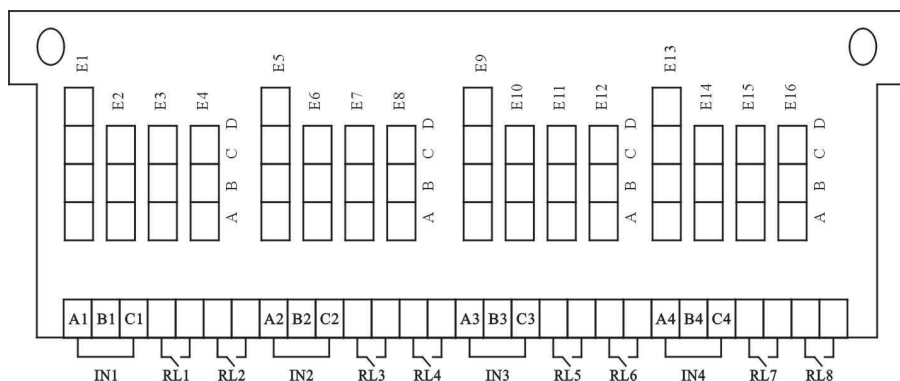 E1 E2 E3 E4 E5 E6 E7 E8 E9 E10 E11 E12 E13 E14 E15 E16
D D D D
C C C C
B B B B
A A A A
A1 B1 C1 A2 B2 C2 A3 B3 C3 A4 B4 C4
IN1 RL1 RL2 IN2 RL3 RL4 IN3 RL5 RL6 IN4 RL7 RL8